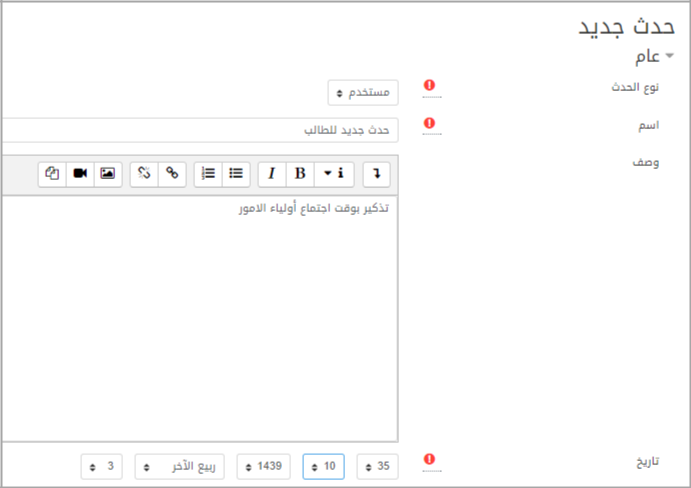 حدث جديد
عام
نوع الحدث
مستخدم
اسم
حدث جديد للطالب
وصف
i B I
تذكير بوقت اجتماع أولياء الامور
تاريخ
35 10 1439 ربيع الآخر 3